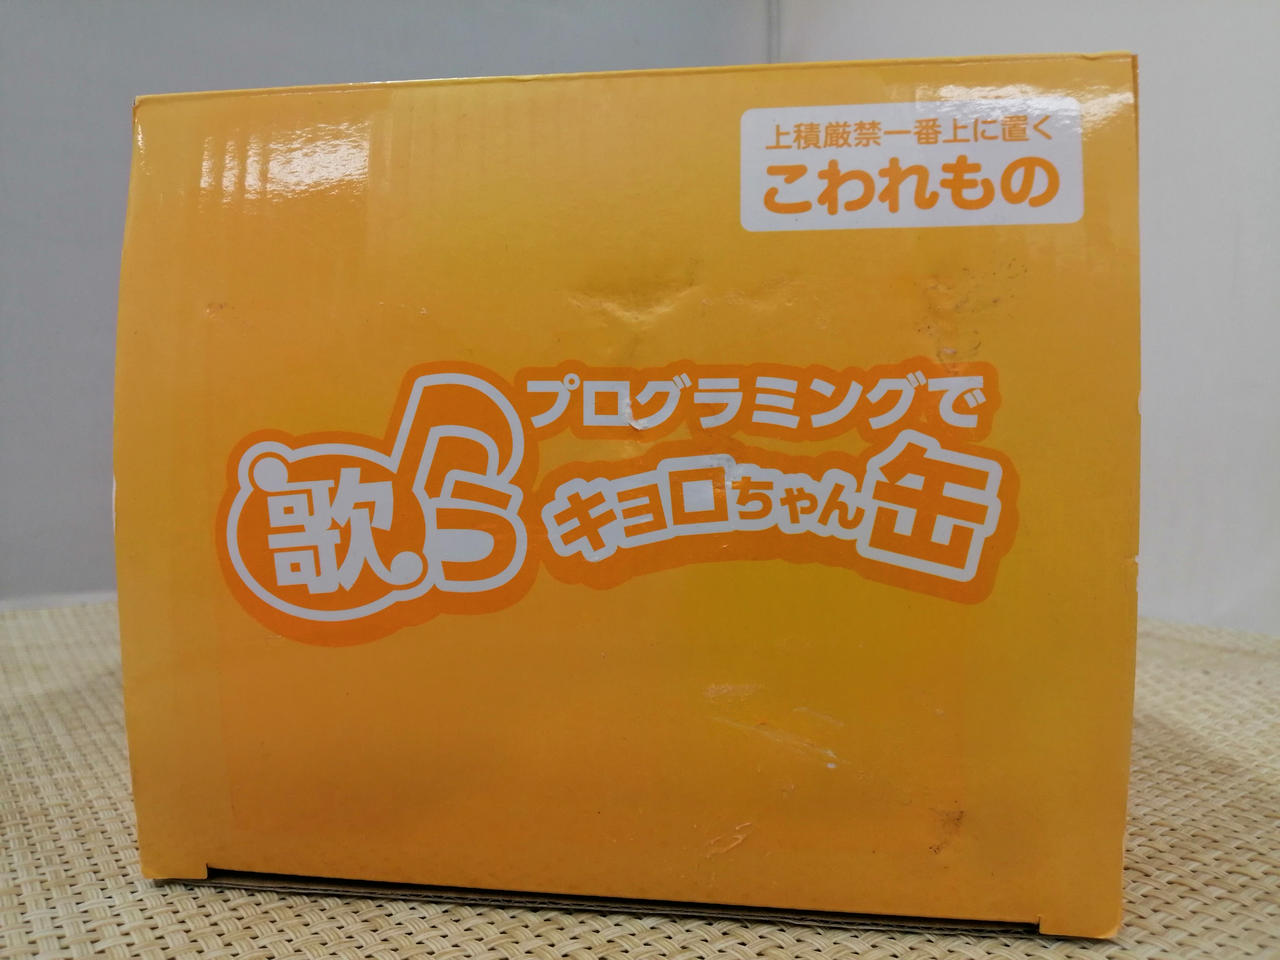 上積厳禁一番上に置く
こわれもの
プログラミングで
歌う
キョロちゃん缶